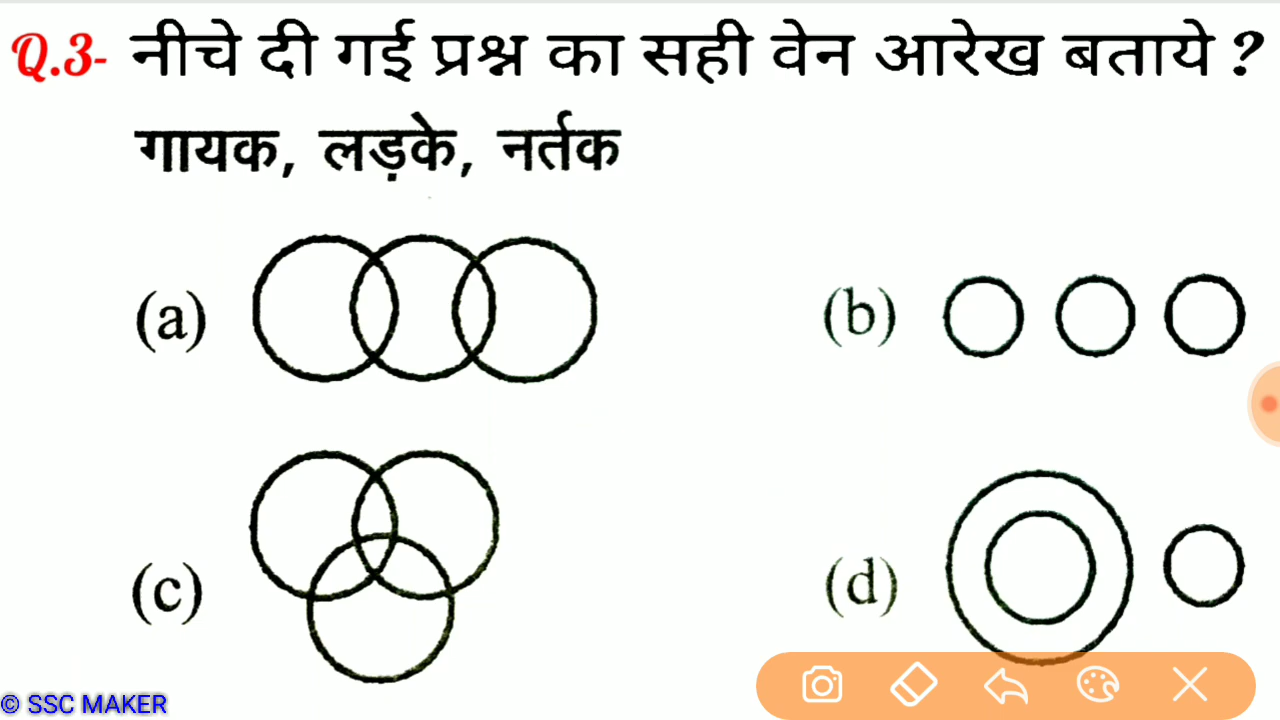 Q.3- नीचे दी गई प्रश्न का सही वेन आरेख बताये ?
गायक, लड़के, नर्तक
(a)
(b)
(c)
(d)
© SSC MAKER